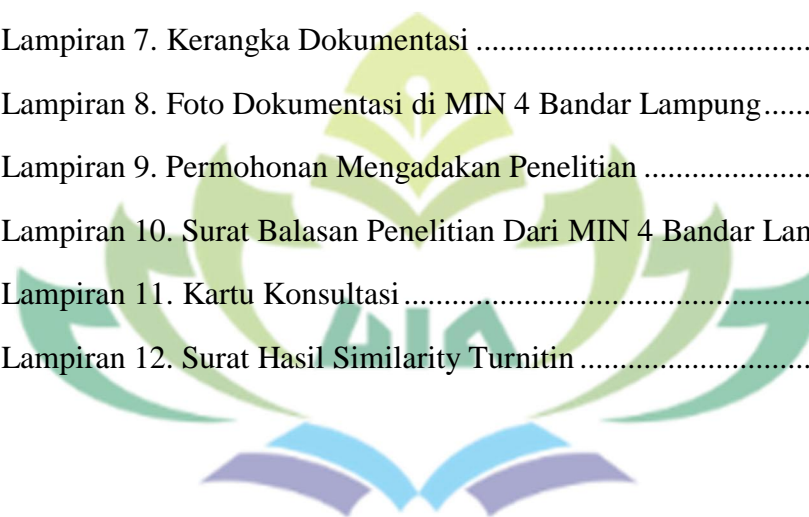 Lampiran 7. Kerangka Dokumentasi ......................................
Lampiran 8. Foto Dokumentasi di MIN 4 Bandar Lampung......
Lampiran 9. Permohonan Mengadakan Penelitian ...................
Lampiran 10. Surat Balasan Penelitian Dari MIN 4 Bandar Lam
Lampiran 11. Kartu Konsultasi..............................................
Lampiran 12. Surat Hasil Similarity Turnitin ..........................